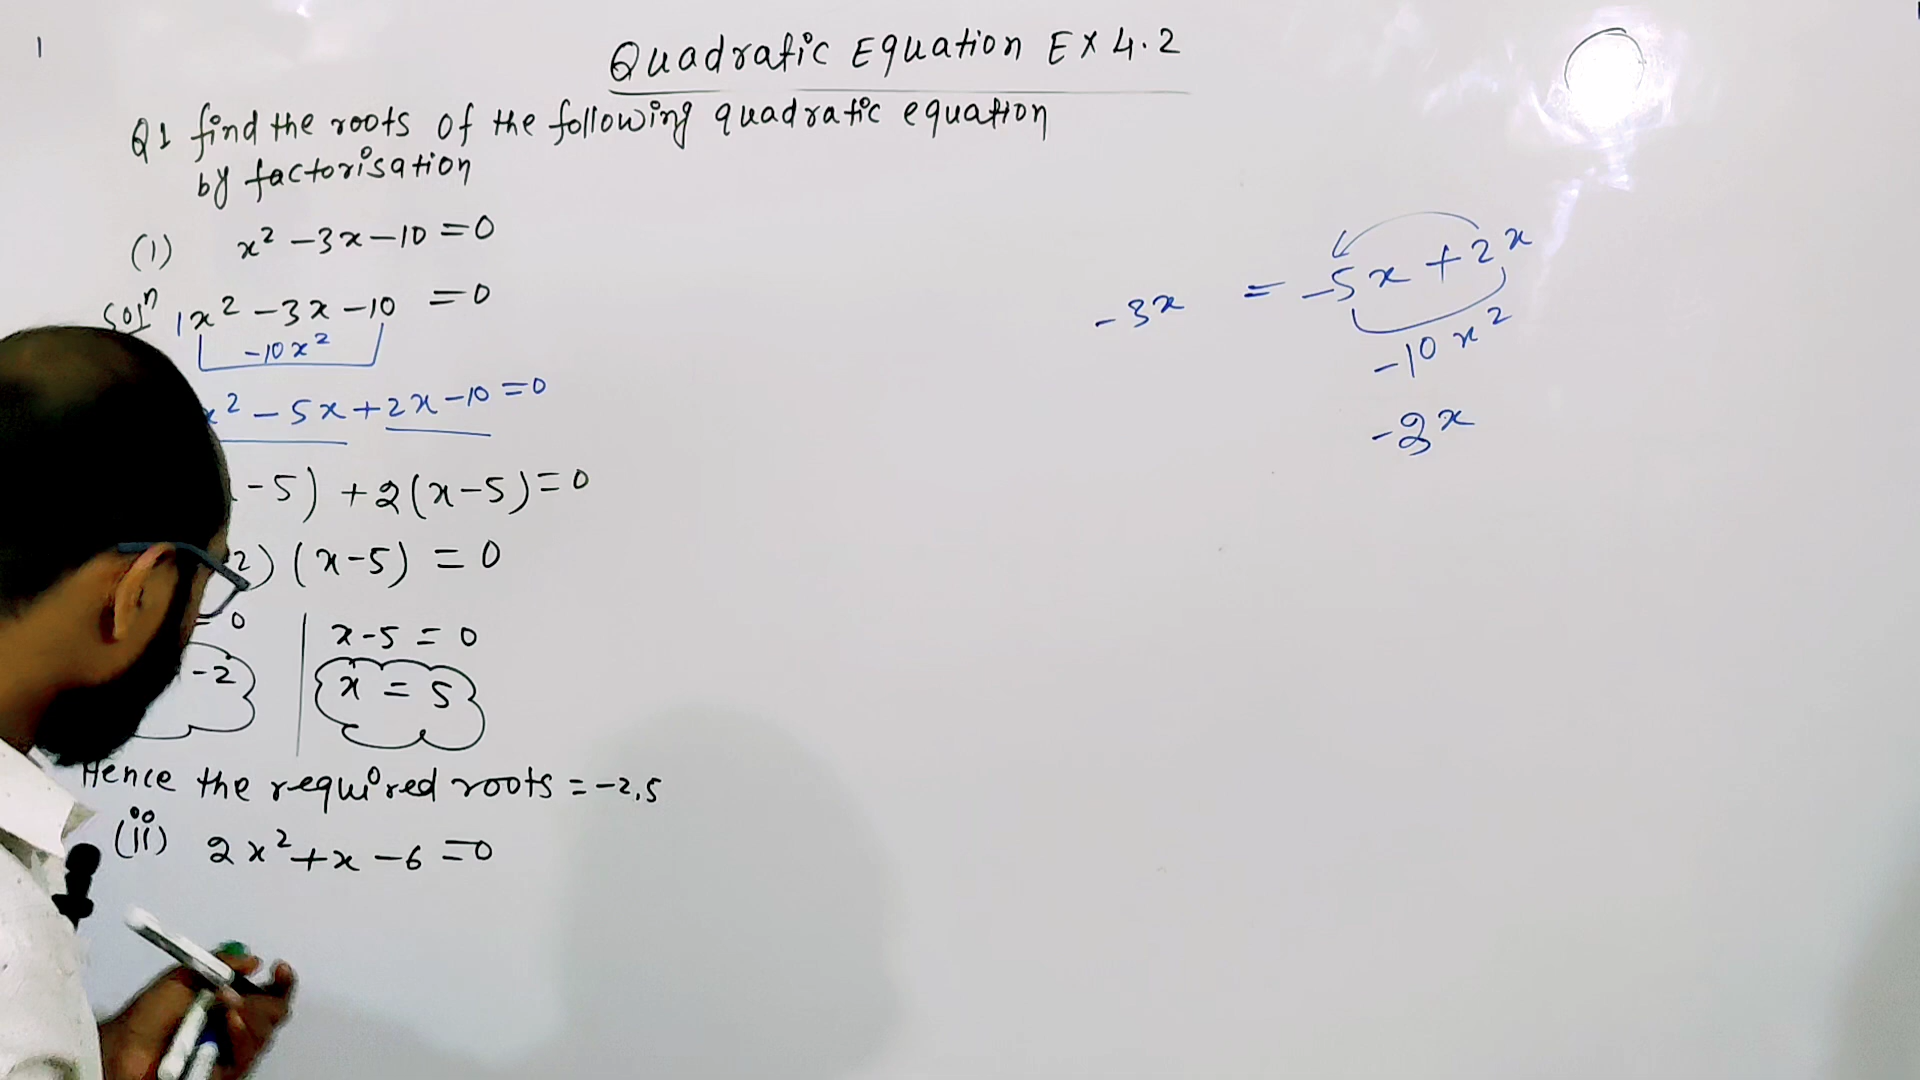 1
Quadratic Equation Ex 4.2
Q1 find the roots of the following quadratic equation
by factorisation
(1) x² - 3x - 10 = 0
Solⁿ 1x² - 3x - 10 = 0
-10x²
x² - 5x + 2x - 10 = 0
- 5) + 2(x - 5) = 0
2) (x - 5) = 0
= 0
x - 5 = 0
-2
x = 5
Hence the required roots = -2, 5
(ii) 2x² + x - 6 = 0
-3x = -5x + 2x
-10x²
-3x